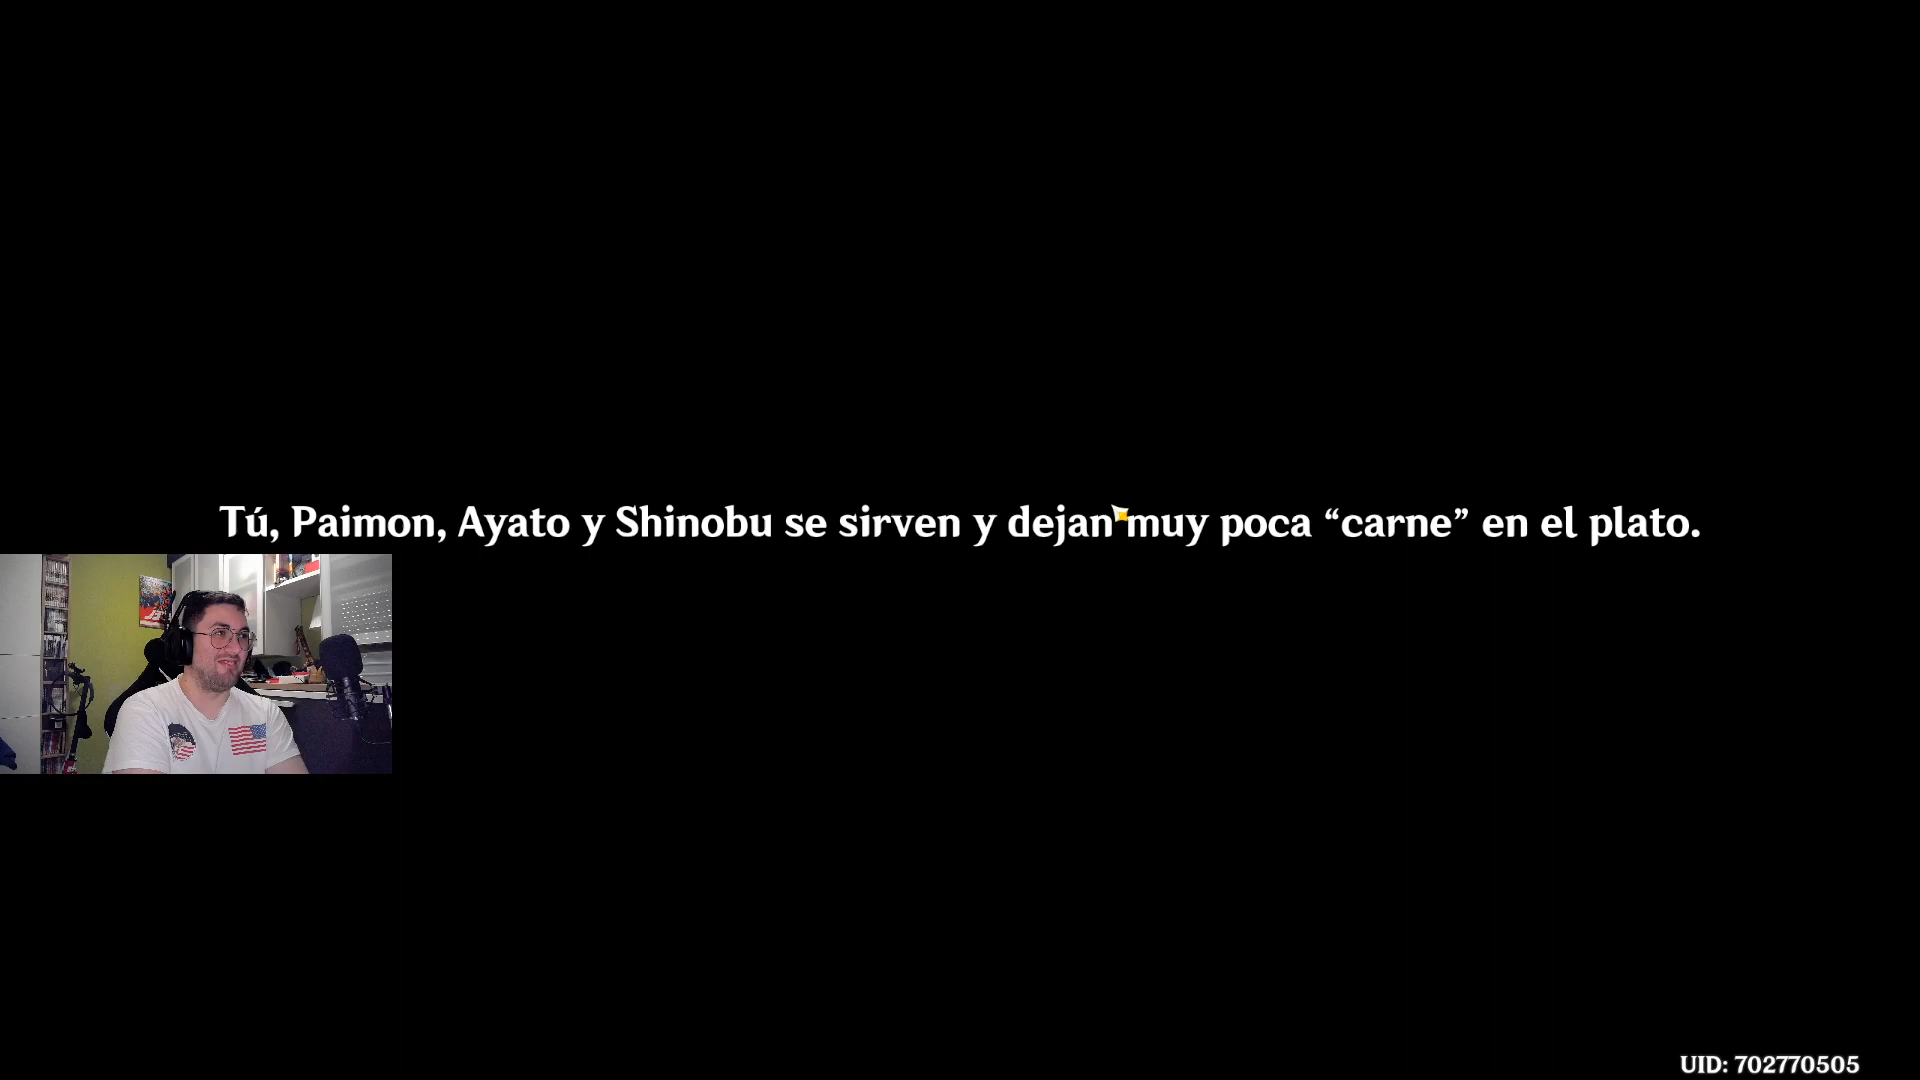 Tú, Paimon, Ayato y Shinobu se sirven y dejan muy poca “carne” en el plato.
UID: 702770505